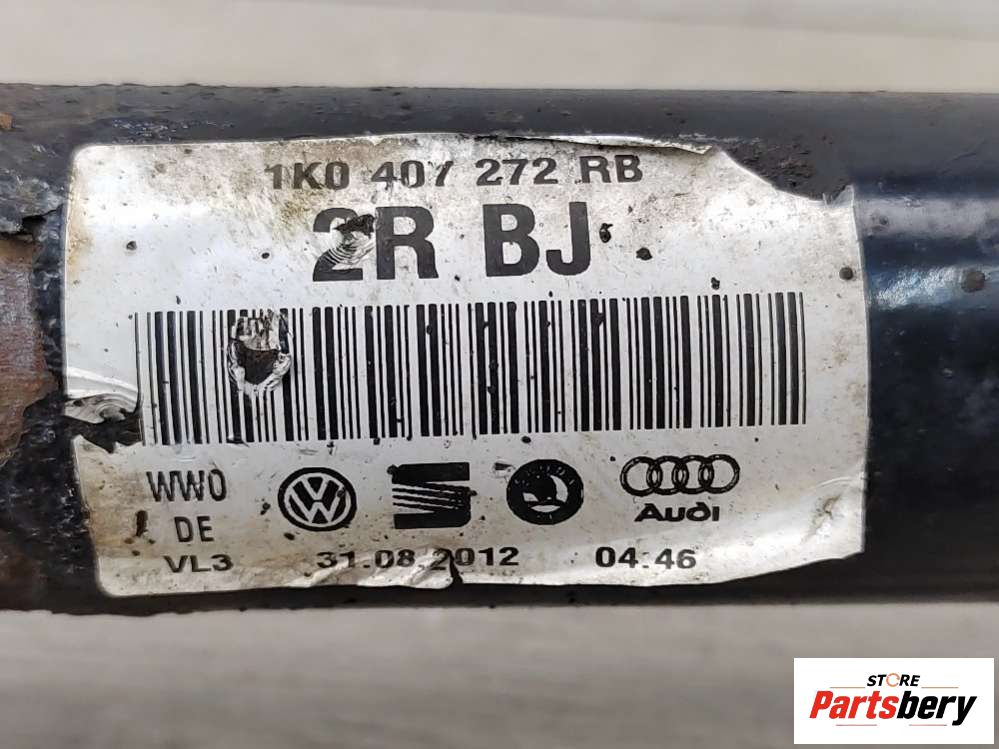 1K0 407 272 RB
2R BJ
WWO
DE
VL3
31.08.2012
04:46
Audi
STORE
Partsbery